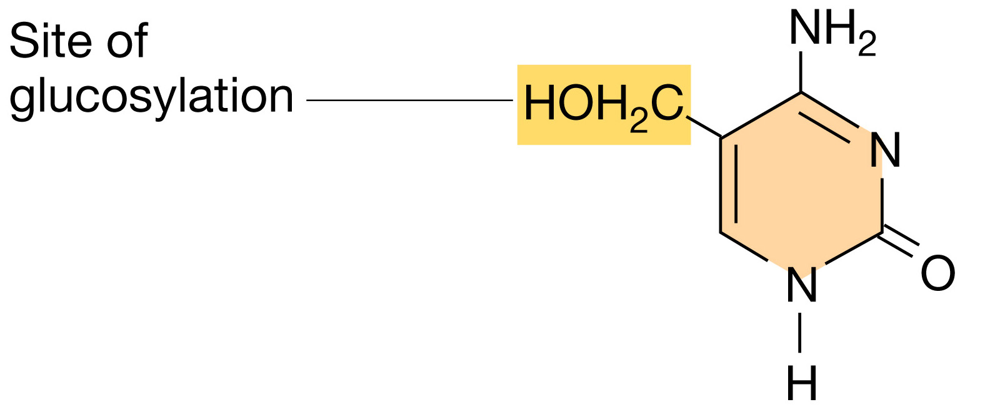 Site of
glucosylation
NH₂
HOH₂C
N
O
N
H